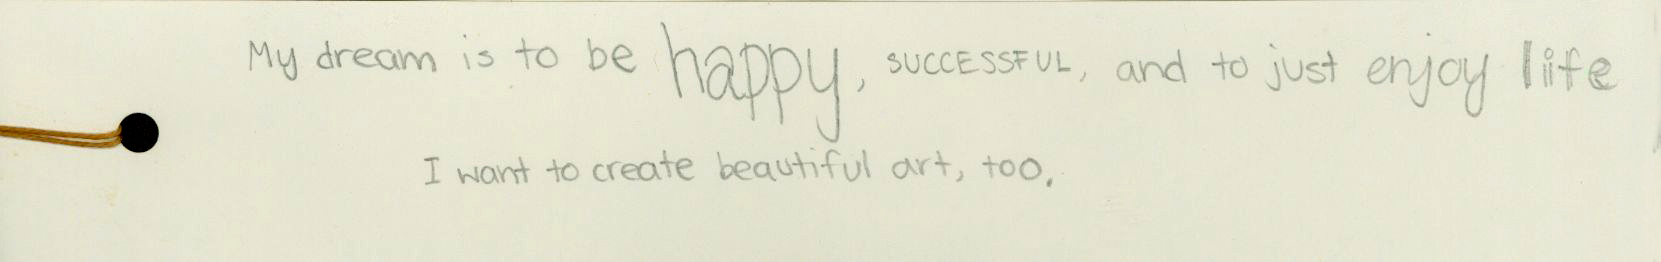 My dream is to be happy, SUCCESSFUL, and to just enjoy life
I want to create beautiful art, too.